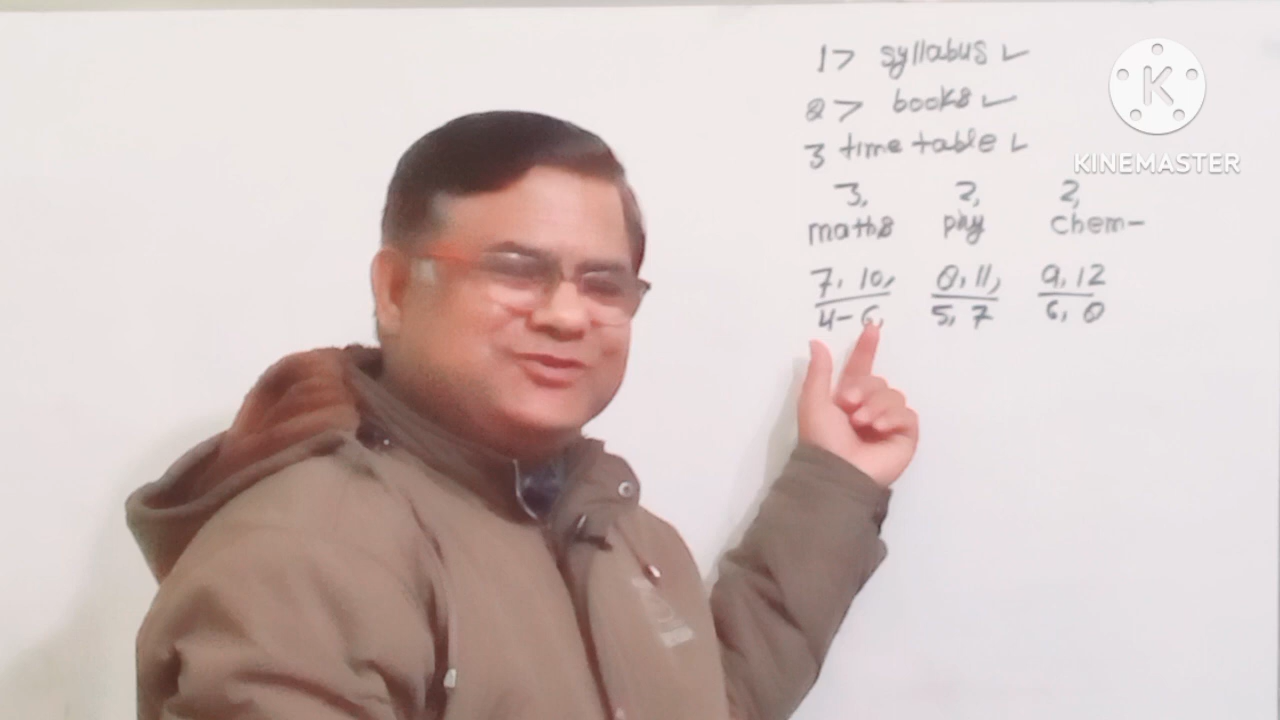 1> syllabus ✓
2> books ✓
3 time table ✓
3, 2, 2,
maths phy chem-
7, 10, 8, 11, 9, 12
4-6, 5, 7 6, 8
K
KINEMASTER